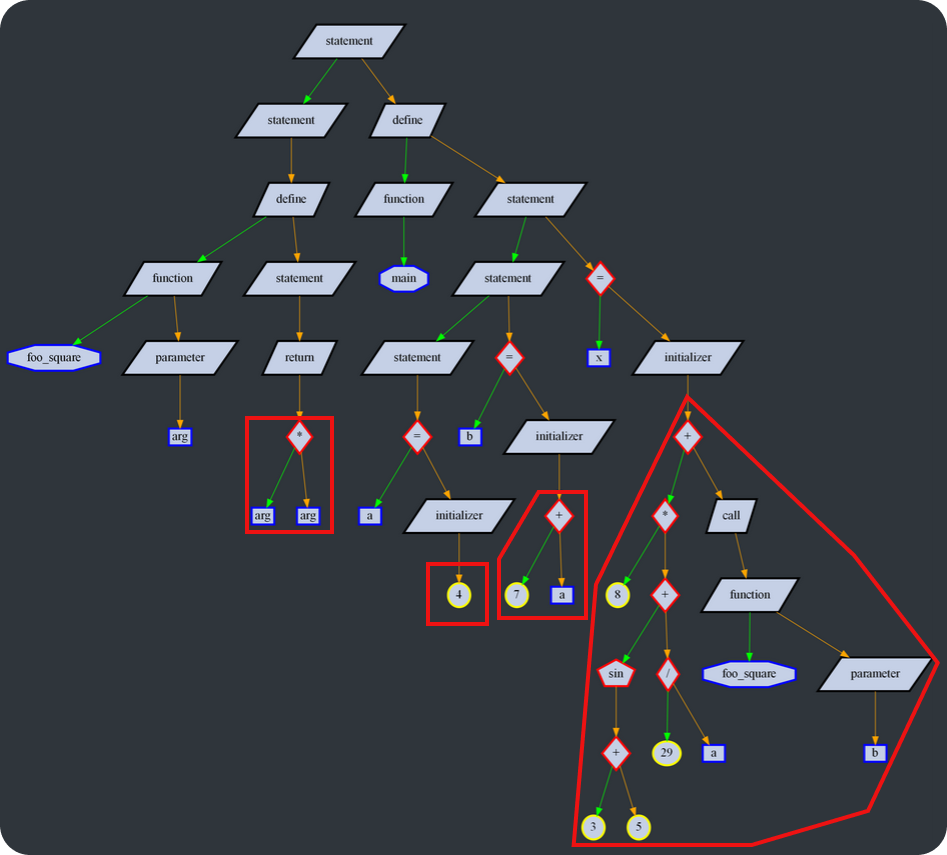 statement
statement define
define function statement
function statement main statement =
foo_square parameter return statement = x initializer
arg * = b initializer +
arg arg a initializer + * call
4 7 a 8 + function
sin / foo_square parameter
+ 29 a b
3 5